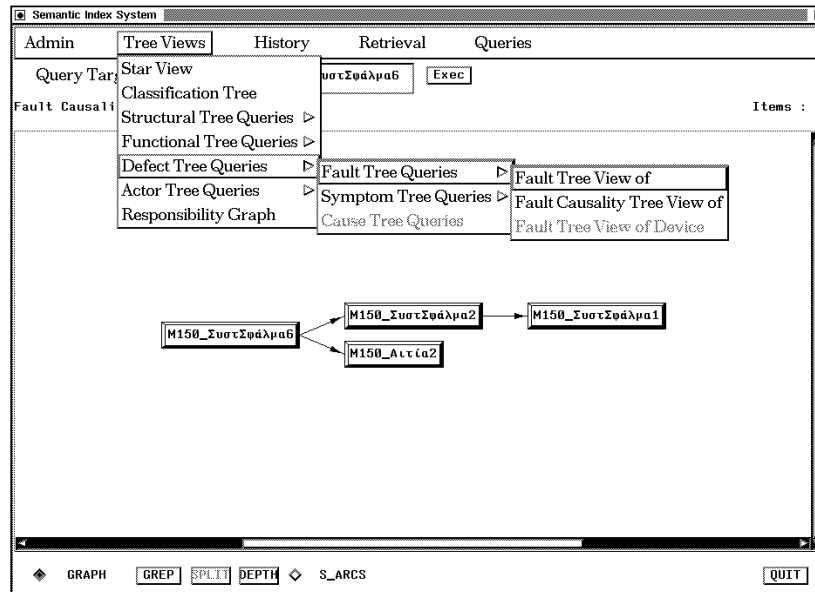 Semantic Index System
Admin Tree Views History Retrieval Queries
Query Targ υστΣφάλμα6 Exec
Fault Causali Items :
Star View
Classification Tree
Structural Tree Queries
Functional Tree Queries
Defect Tree Queries
Actor Tree Queries
Responsibility Graph
Fault Tree Queries
Symptom Tree Queries
Cause Tree Queries
Fault Tree View of
Fault Causality Tree View of
Fault Tree View of Device
M150_ΣυστΣφάλμα6
M150_ΣυστΣφάλμα2
M150_ΣυστΣφάλμα1
M150_Αιτία2
GRAPH GREP SPLIT DEPTH S_ARCS QUIT